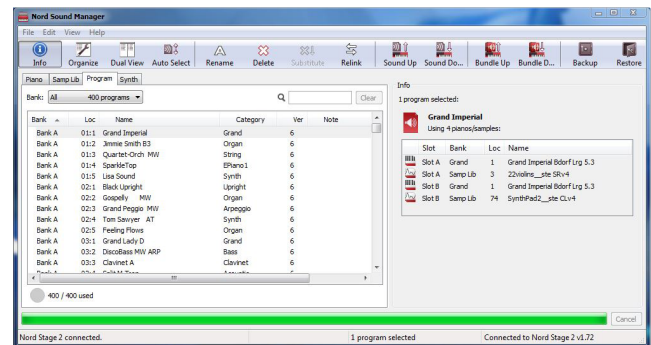 Nord Sound Manager
File Edit View Help
Info Organize Dual View Auto Select Rename Delete Substitute Relink Sound Up Sound Do... Bundle Up Bundle D... Backup Restore
Piano Samp Lib Program Synth
Bank: All 400 programs Clear
Bank Loc Name Category Ver Note
Bank A 01:1 Grand Imperial Grand 6
Bank A 01:2 Jimmie Smith B3 Organ 6
Bank A 01:3 Quartet-Orch MW String 6
Bank A 01:4 SparkleTop EPiano1 6
Bank A 01:5 Lisa Sound Synth 6
Bank A 02:1 Black Upright Upright 6
Bank A 02:2 Gospelly MW Organ 6
Bank A 02:3 Grand Peggio MW Arpeggio 6
Bank A 02:4 Tom Sawyer AT Synth 6
Bank A 02:5 Feeling Flows Organ 6
Bank A 03:1 Grand Lady D Grand 6
Bank A 03:2 DiscoBass MW ARP Bass 6
Bank A 03:3 Clavinet A Clavinet 6
400 / 400 used
Info
1 program selected:
Grand Imperial
Using 4 pianos/samples:
Slot Bank Loc Name
Slot A Grand 1 Grand Imperial Bdorf Lrg 5.3
Slot A Samp Lib 3 22violins__ste SRv4
Slot B Grand 1 Grand Imperial Bdorf Lrg 5.3
Slot B Samp Lib 74 SynthPad2__ste CLv4
Cancel
Nord Stage 2 connected. 1 program selected Connected to Nord Stage 2 v1.72